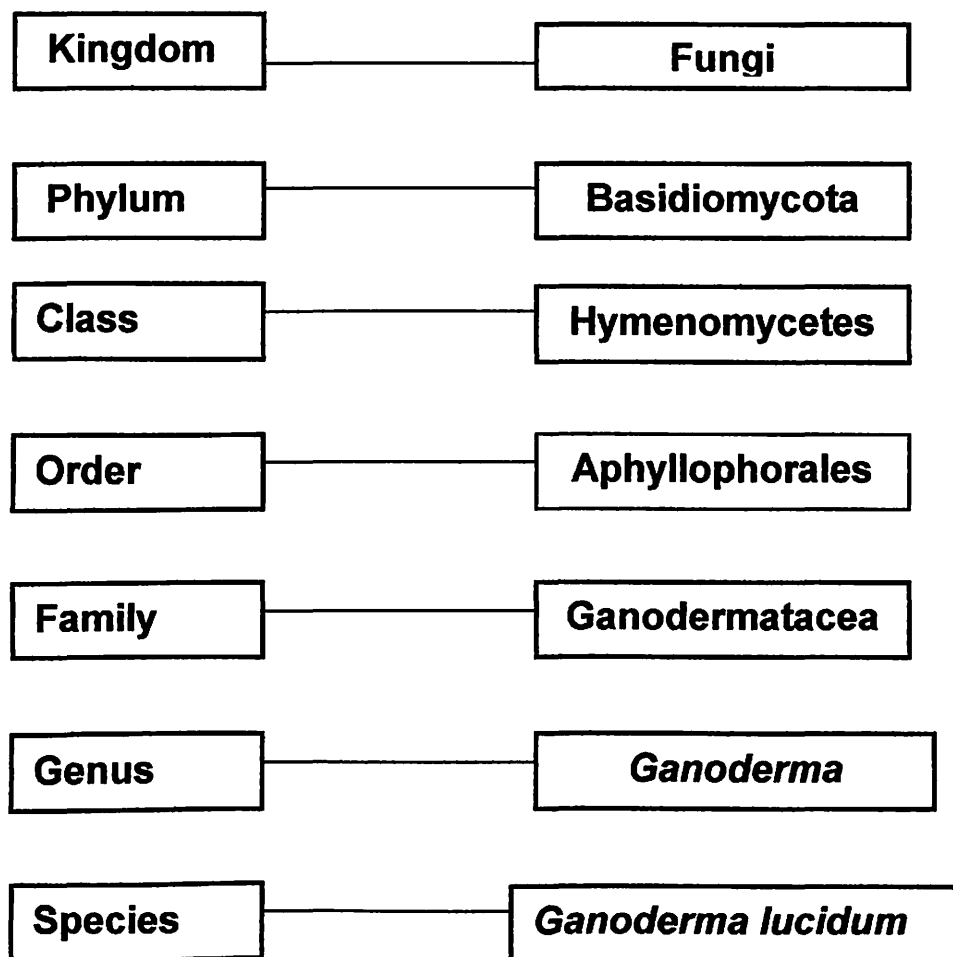 Kingdom Fungi
Phylum Basidiomycota
Class Hymenomycetes
Order Aphyllophorales
Family Ganodermatacea
Genus Ganoderma
Species Ganoderma lucidum